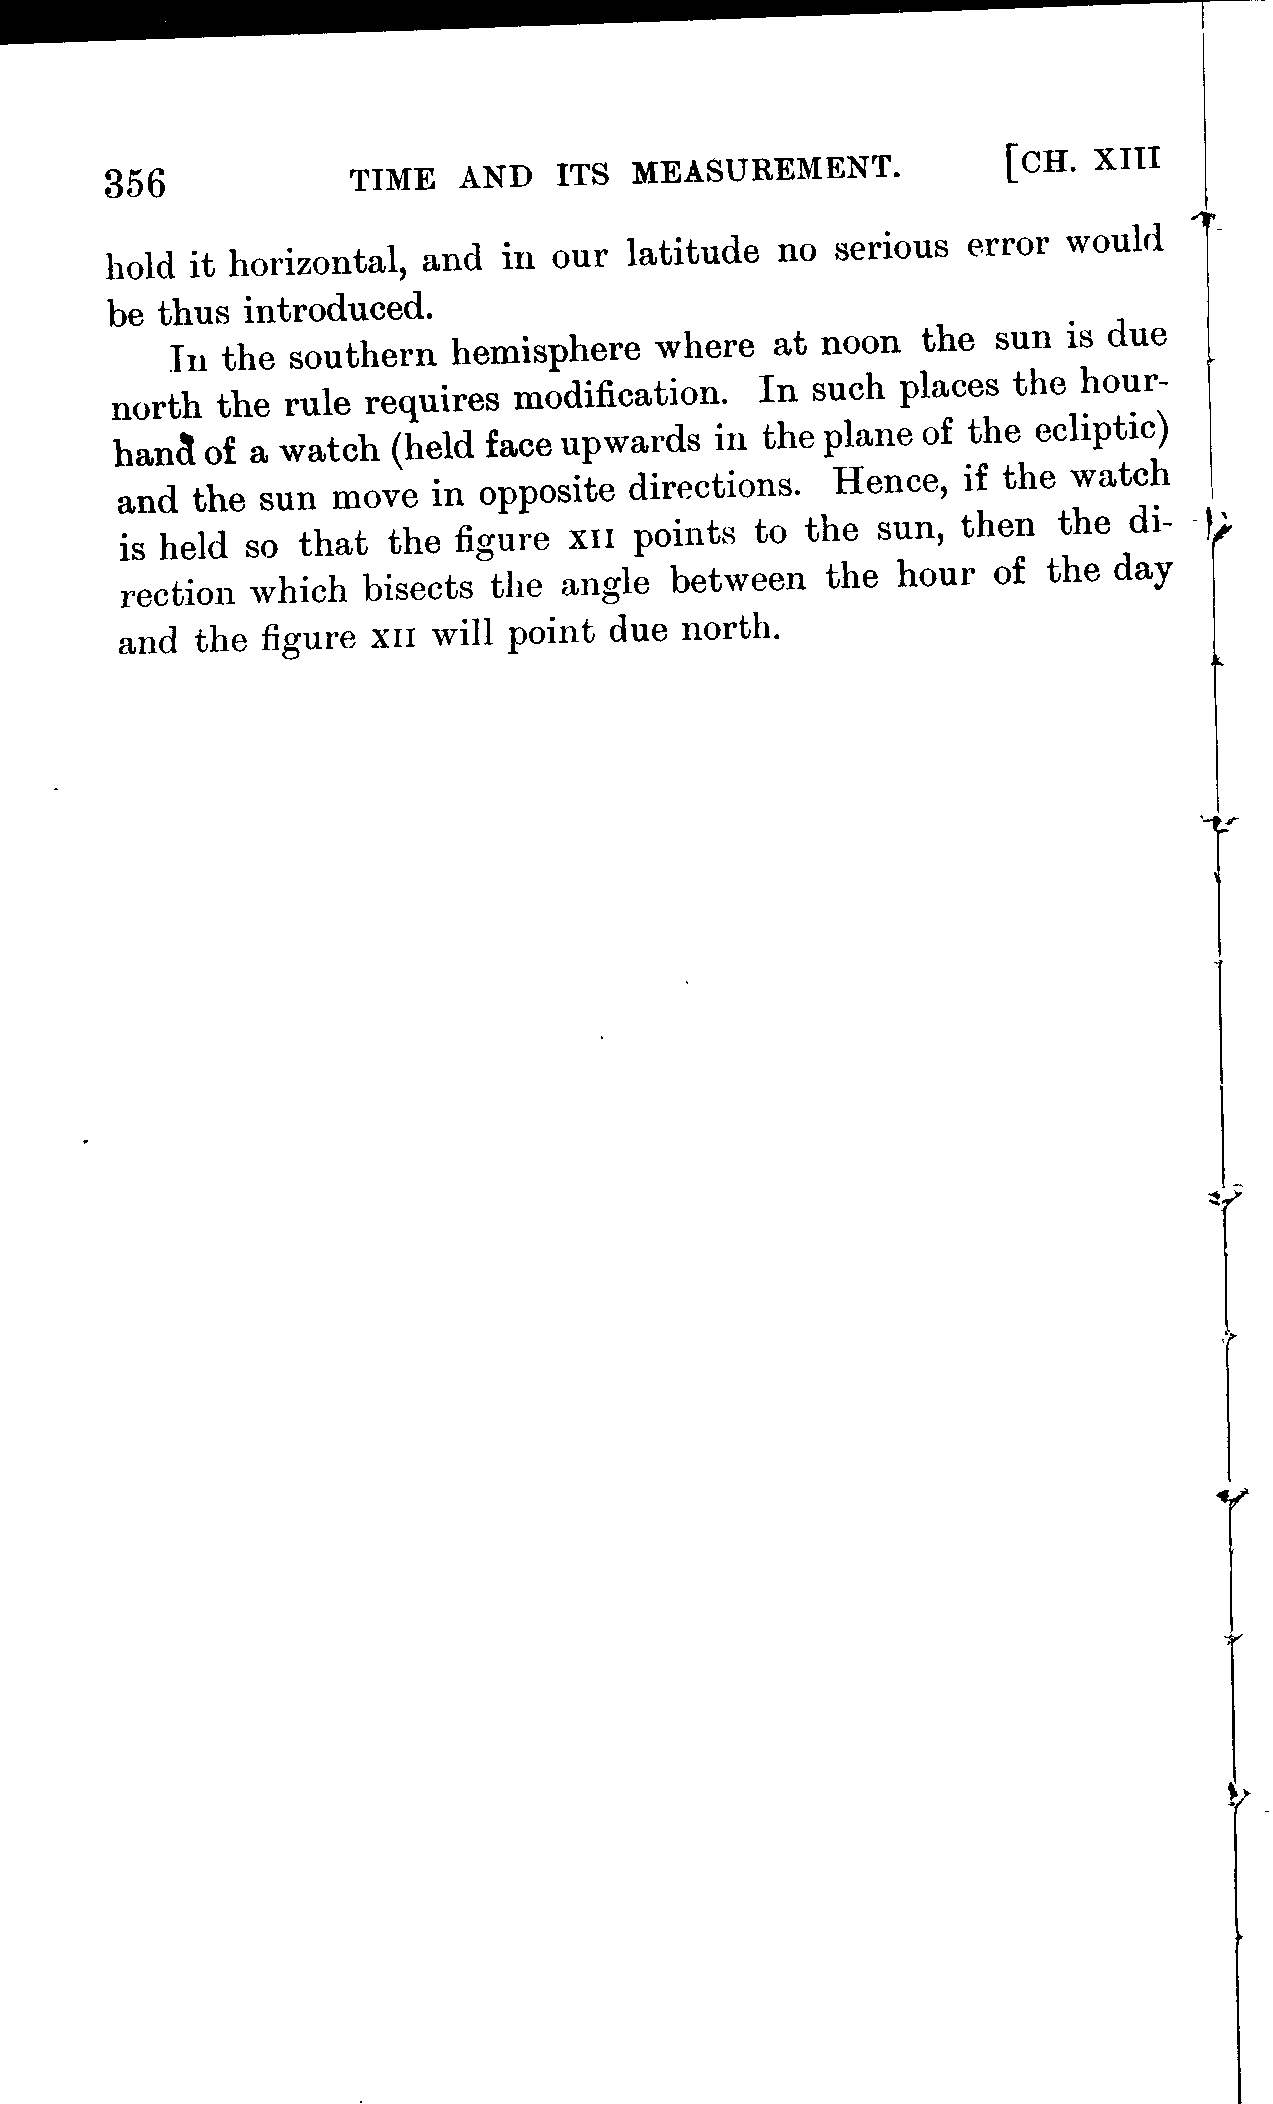 356 TIME AND ITS MEASUREMENT. [CH. XIII
hold it horizontal, and in our latitude no serious error would
be thus introduced.
In the southern hemisphere where at noon the sun is due
north the rule requires modification. In such places the hour-
hand of a watch (held face upwards in the plane of the ecliptic)
and the sun move in opposite directions. Hence, if the watch
is held so that the figure XII points to the sun, then the di-
rection which bisects the angle between the hour of the day
and the figure XII will point due north.